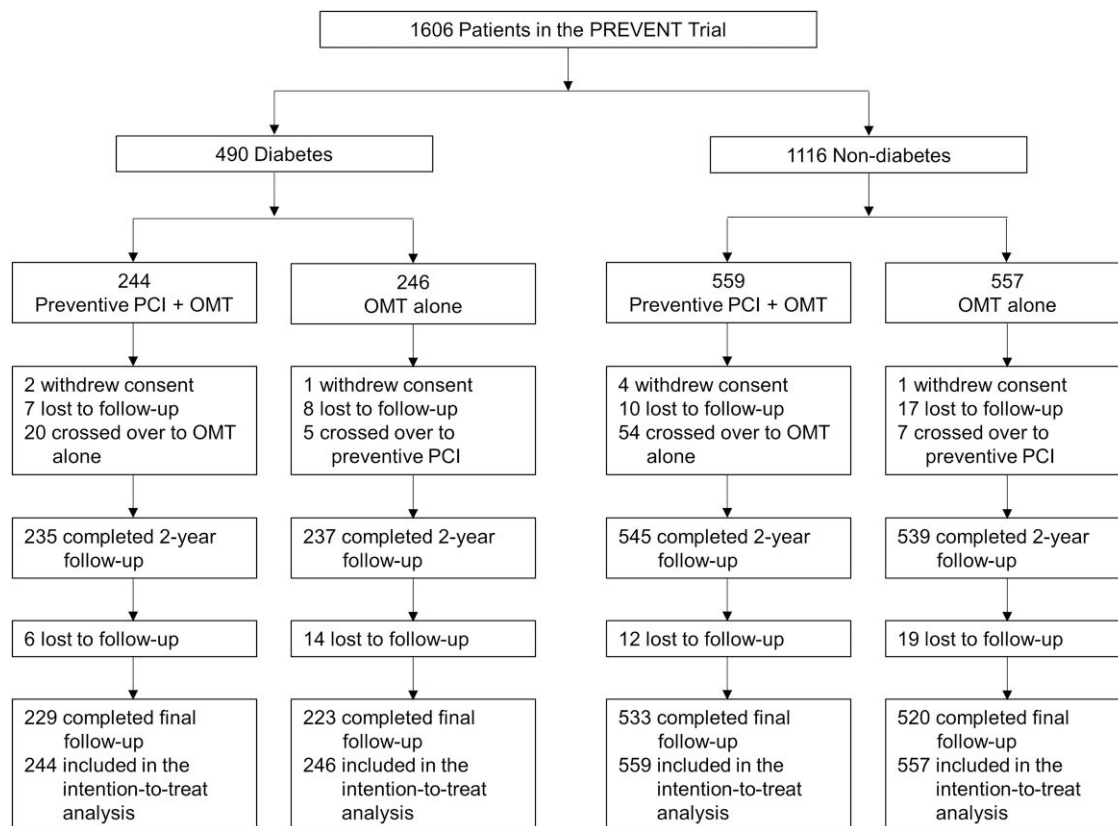 1606 Patients in the PREVENT Trial
490 Diabetes
1116 Non-diabetes
244
Preventive PCI + OMT
246
OMT alone
559
Preventive PCI + OMT
557
OMT alone
2 withdrew consent
7 lost to follow-up
20 crossed over to OMT
alone
1 withdrew consent
8 lost to follow-up
5 crossed over to
preventive PCI
4 withdrew consent
10 lost to follow-up
54 crossed over to OMT
alone
1 withdrew consent
17 lost to follow-up
7 crossed over to
preventive PCI
235 completed 2-year
follow-up
237 completed 2-year
follow-up
545 completed 2-year
follow-up
539 completed 2-year
follow-up
6 lost to follow-up
14 lost to follow-up
12 lost to follow-up
19 lost to follow-up
229 completed final
follow-up
244 included in the
intention-to-treat
analysis
223 completed final
follow-up
246 included in the
intention-to-treat
analysis
533 completed final
follow-up
559 included in the
intention-to-treat
analysis
520 completed final
follow-up
557 included in the
intention-to-treat
analysis